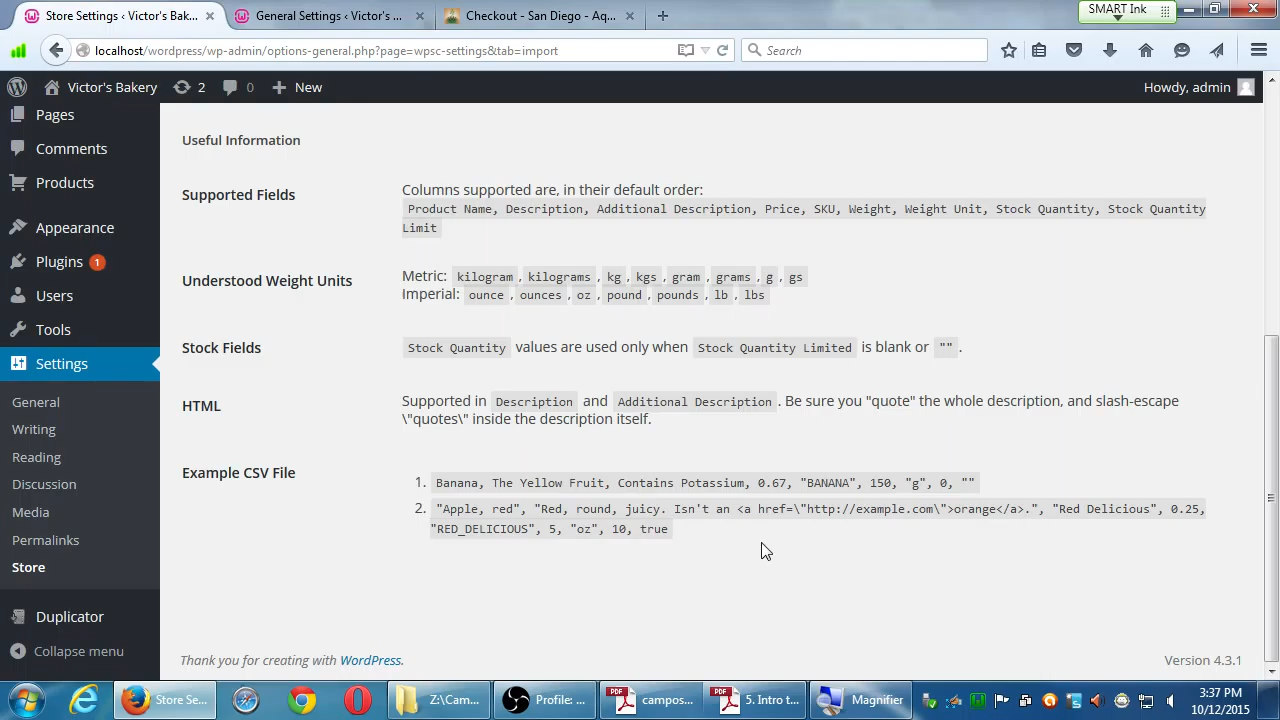 Store Settings ‹ Victor's Bak...
General Settings ‹ Victor's ...
Checkout - San Diego - Aq...
SMART Ink
localhost/wordpress/wp-admin/options-general.php?page=wpsc-settings&tab=import
Search
Victor's Bakery
2
0
New
Howdy, admin
Pages
Comments
Products
Appearance
Plugins 1
Users
Tools
Settings
General
Writing
Reading
Discussion
Media
Permalinks
Store
Duplicator
Collapse menu
Useful Information
Supported Fields
Columns supported are, in their default order:
Product Name, Description, Additional Description, Price, SKU, Weight, Weight Unit, Stock Quantity, Stock Quantity
Limit
Understood Weight Units
Metric: kilogram , kilograms , kg , kgs , gram , grams , g , gs
Imperial: ounce , ounces , oz , pound , pounds , lb , lbs
Stock Fields
Stock Quantity values are used only when Stock Quantity Limited is blank or "" .
HTML
Supported in Description and Additional Description . Be sure you "quote" the whole description, and slash-escape
\"quotes\" inside the description itself.
Example CSV File
1. Banana, The Yellow Fruit, Contains Potassium, 0.67, "BANANA", 150, "g", 0, ""
2. "Apple, red", "Red, round, juicy. Isn't an <a href=\"http://example.com\">orange</a>.", "Red Delicious", 0.25,
"RED_DELICIOUS", 5, "oz", 10, true
Thank you for creating with WordPress.
Version 4.3.1
Store Se...
Z:\Cam...
Profile: ...
PDF
campos...
PDF
5. Intro t...
Magnifier
3:37 PM
10/12/2015